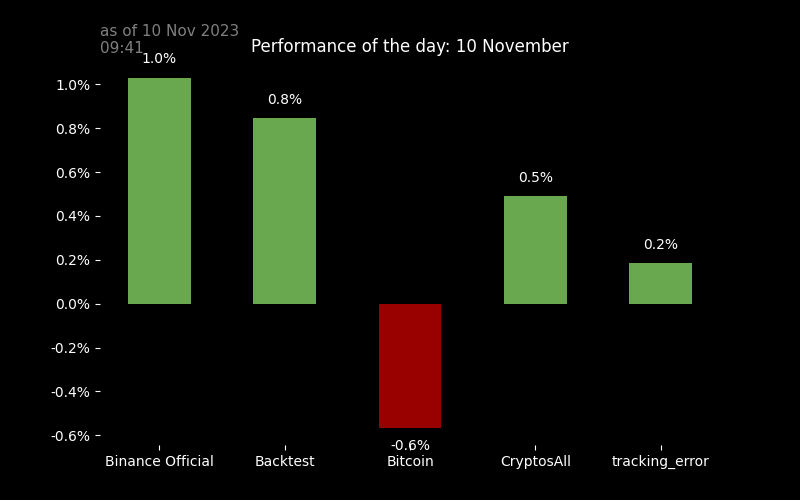 as of 10 Nov 2023
09:41
Performance of the day: 10 November
1.0%
0.8%
0.5%
0.2%
-0.6%
1.0%
0.8%
0.6%
0.4%
0.2%
0.0%
-0.2%
-0.4%
-0.6%
Binance Official
Backtest
Bitcoin
CryptosAll
tracking_error